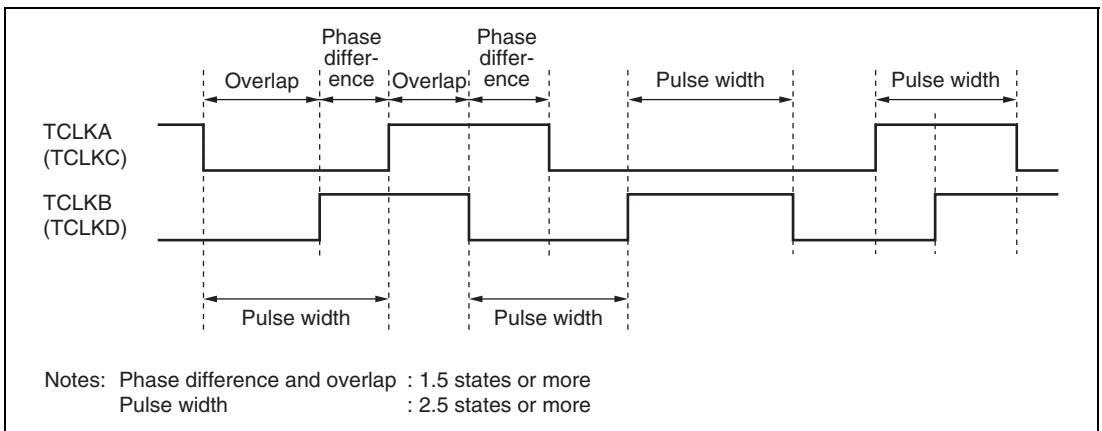 Phase
differ-
ence
Phase
differ-
ence
Overlap
Overlap
Pulse width
Pulse width
TCLKA
(TCLKC)
TCLKB
(TCLKD)
Pulse width
Pulse width
Notes: Phase difference and overlap : 1.5 states or more
Pulse width : 2.5 states or more